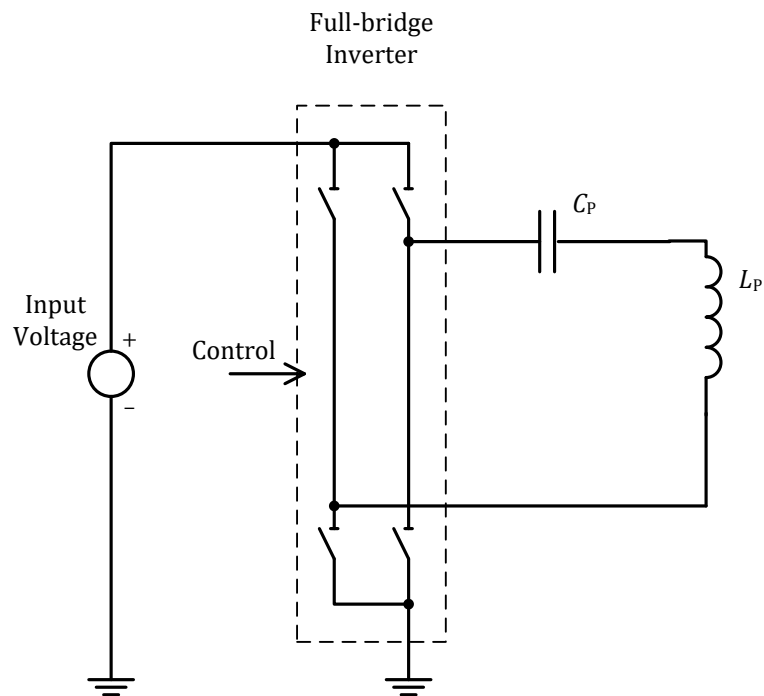 Full-bridge
Inverter
C_P
L_P
Input
Voltage
+
Control
−